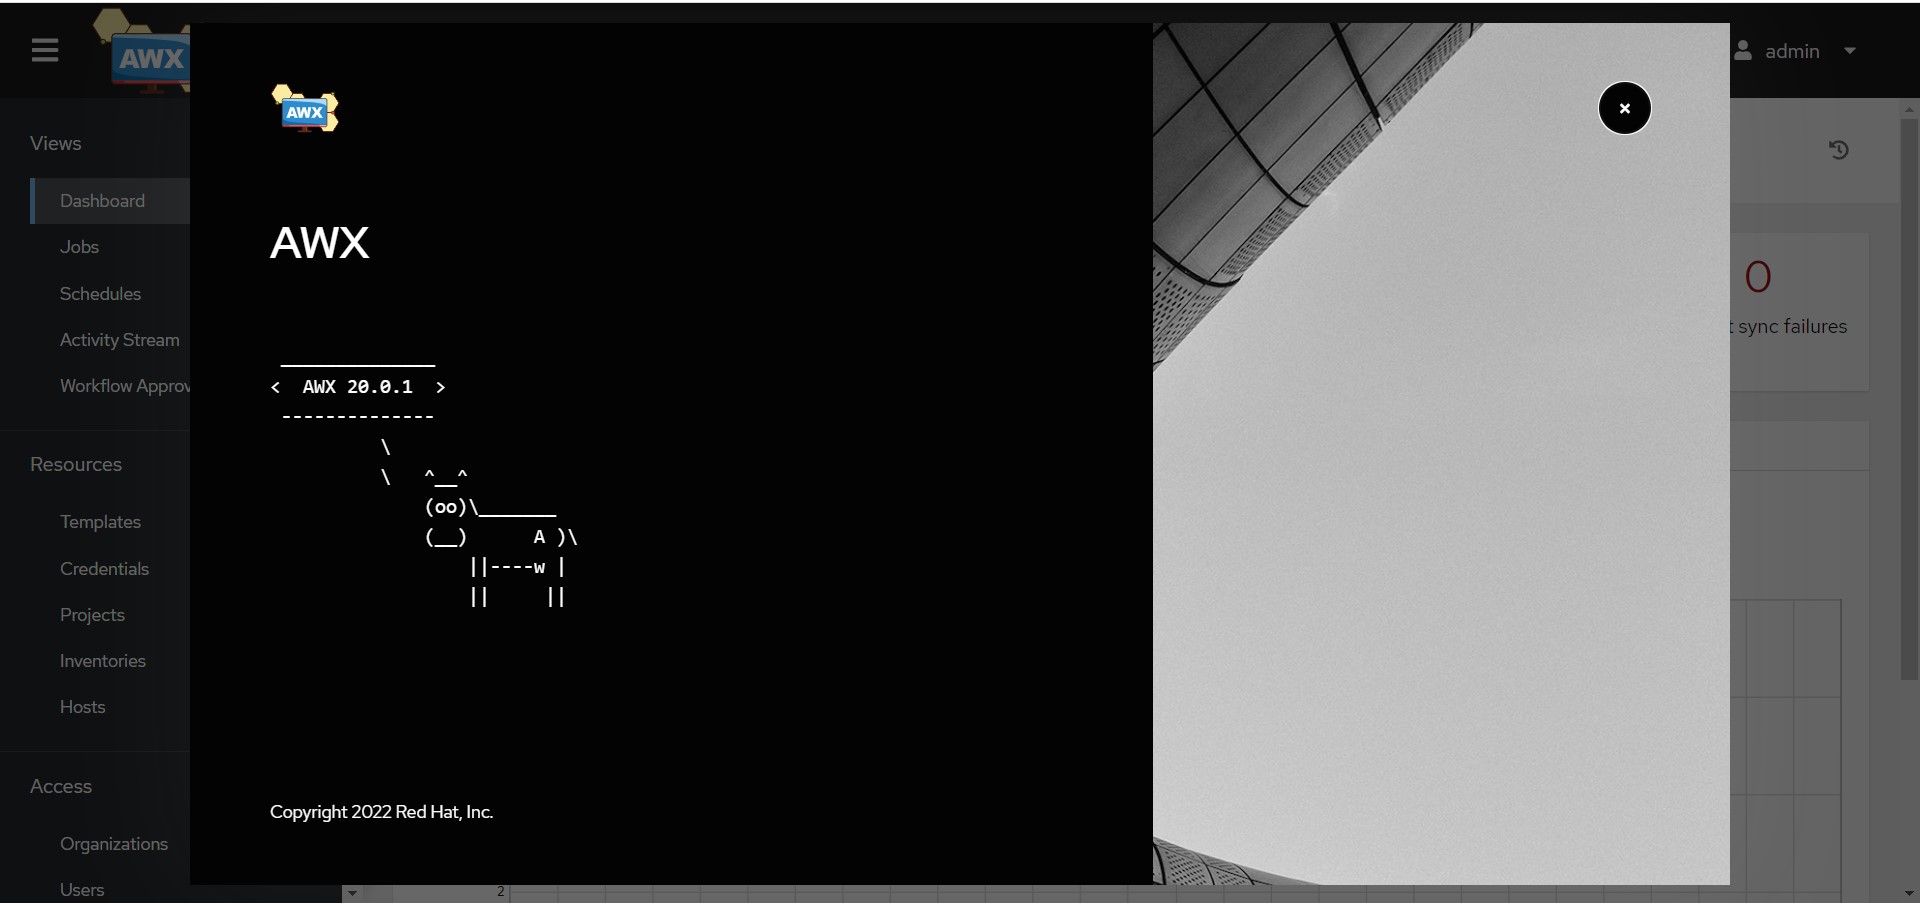 AWX
admin
Views
Dashboard
Jobs
Schedules
Activity Stream
Workflow Approv
Resources
Templates
Credentials
Projects
Inventories
Hosts
Access
Organizations
Users
AWX
AWX
 ______________
<  AWX 20.0.1  >
 --------------
          \
          \   ^__^
              (oo)\_______
              (__)      A )\
                  ||----w |
                  ||     ||
Copyright 2022 Red Hat, Inc.
×
0
t sync failures
2